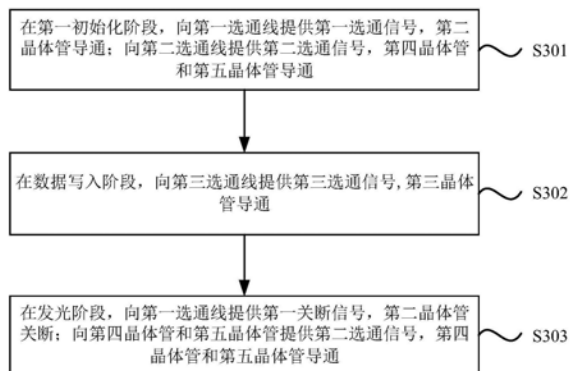 在第一初始化阶段，向第一选通线提供第一选通信号，第二
晶体管导通；向第二选通线提供第二选通信号，第四晶体管
和第五晶体管导通
S301
在数据写入阶段，向第三选通线提供第三选通信号,第三晶体
管导通
S302
在发光阶段，向第一选通线提供第一关断信号，第二晶体管
关断；向第四晶体管和第五晶体管提供第二选通信号，第四
晶体管和第五晶体管导通
S303